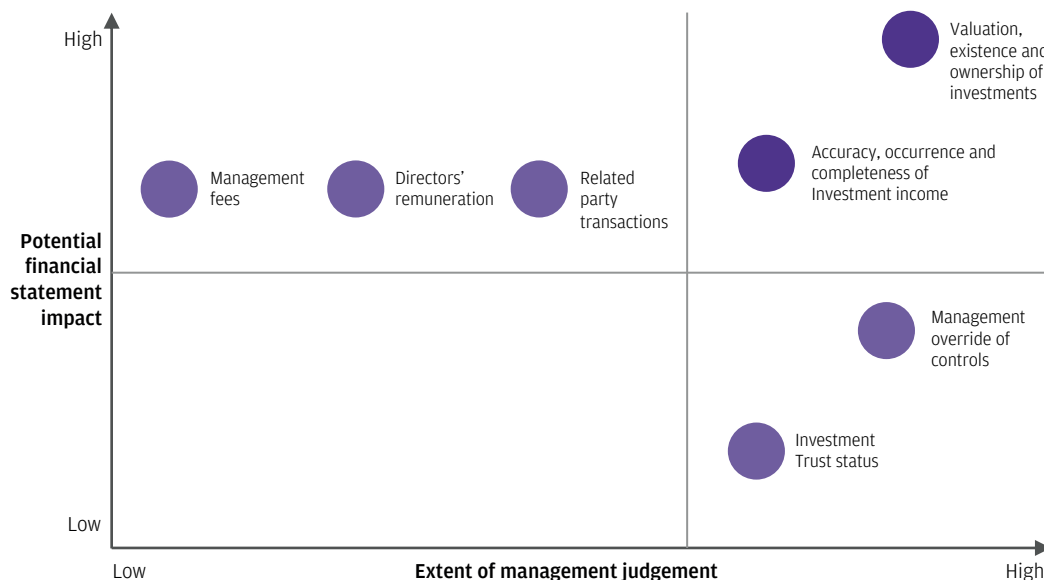 High
Valuation,
existence and
ownership of
investments
Accuracy, occurrence and
completeness of
Investment income
Management
fees
Directors'
remuneration
Related
party
transactions
Potential
financial
statement
impact
Management
override of
controls
Investment
Trust status
Low
Low
Extent of management judgement
High